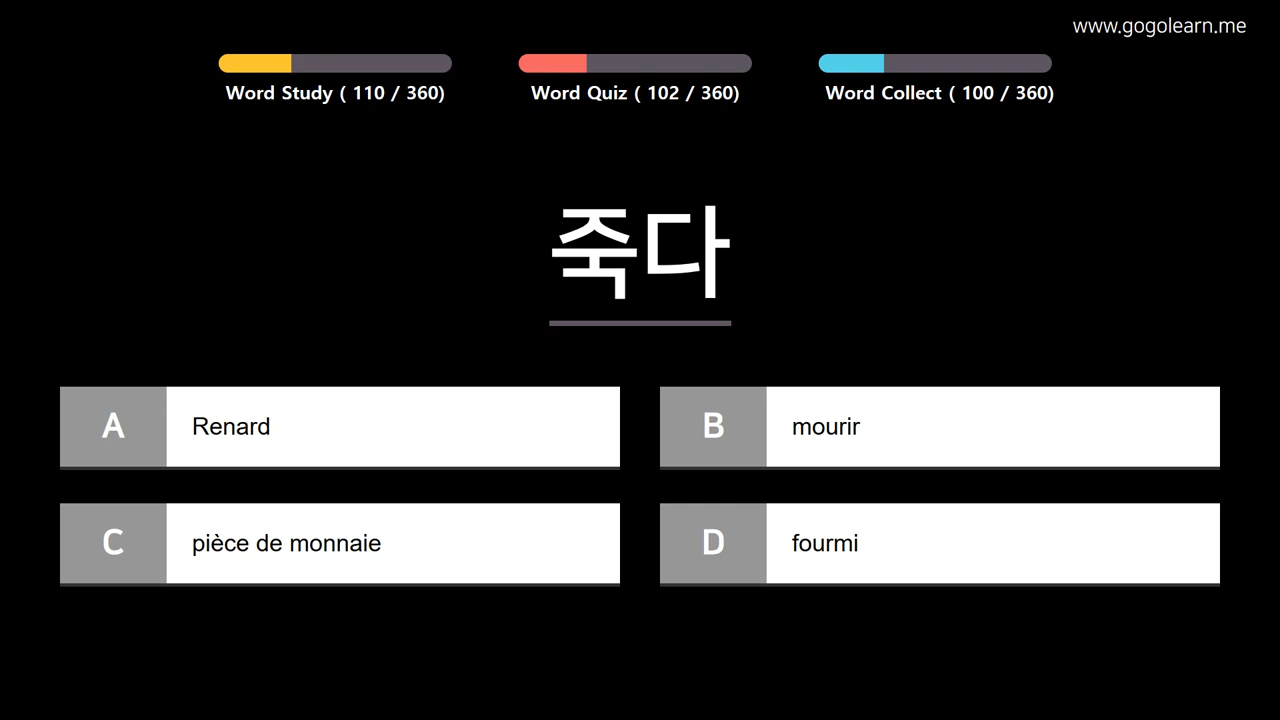 www.gogolearn.me
Word Study ( 110 / 360)
Word Quiz ( 102 / 360)
Word Collect ( 100 / 360)
죽다
A Renard
B mourir
C pièce de monnaie
D fourmi